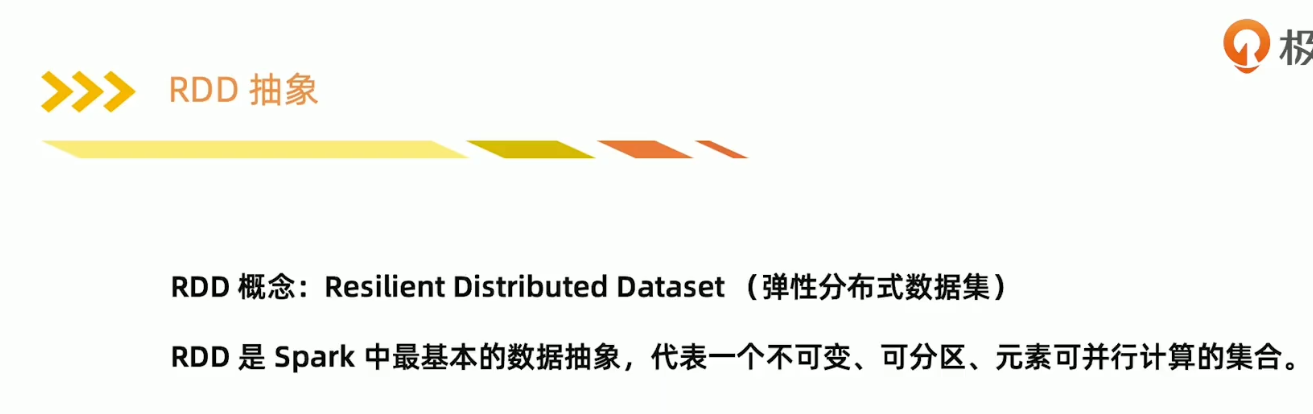 极
RDD 抽象
RDD 概念：Resilient Distributed Dataset （弹性分布式数据集）
RDD 是 Spark 中最基本的数据抽象，代表一个不可变、可分区、元素可并行计算的集合。